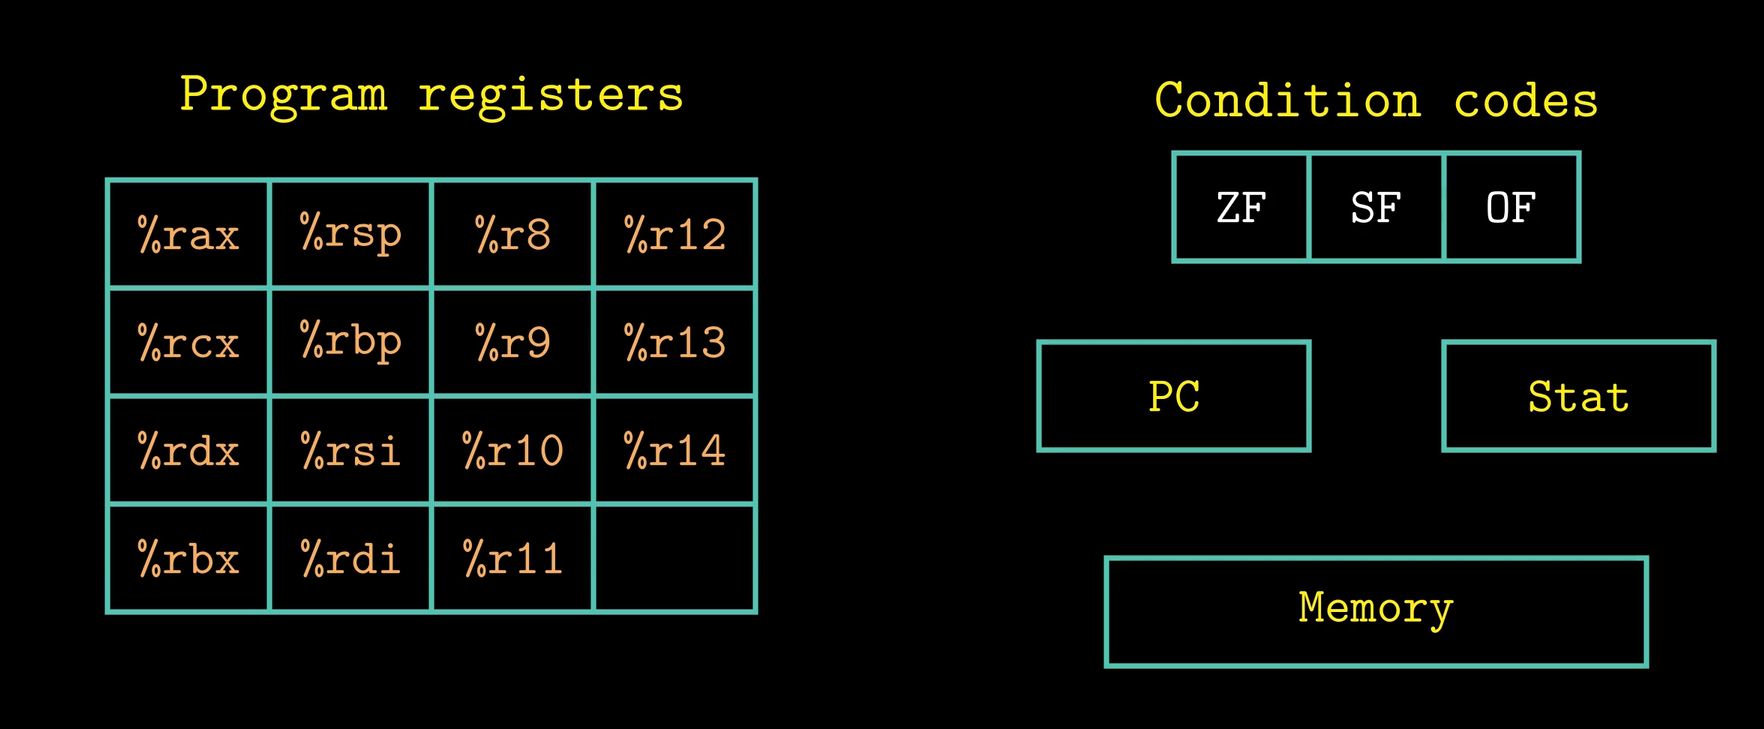 Program registers
%rax %rsp %r8 %r12
%rcx %rbp %r9 %r13
%rdx %rsi %r10 %r14
%rbx %rdi %r11
Condition codes
ZF SF OF
PC Stat
Memory